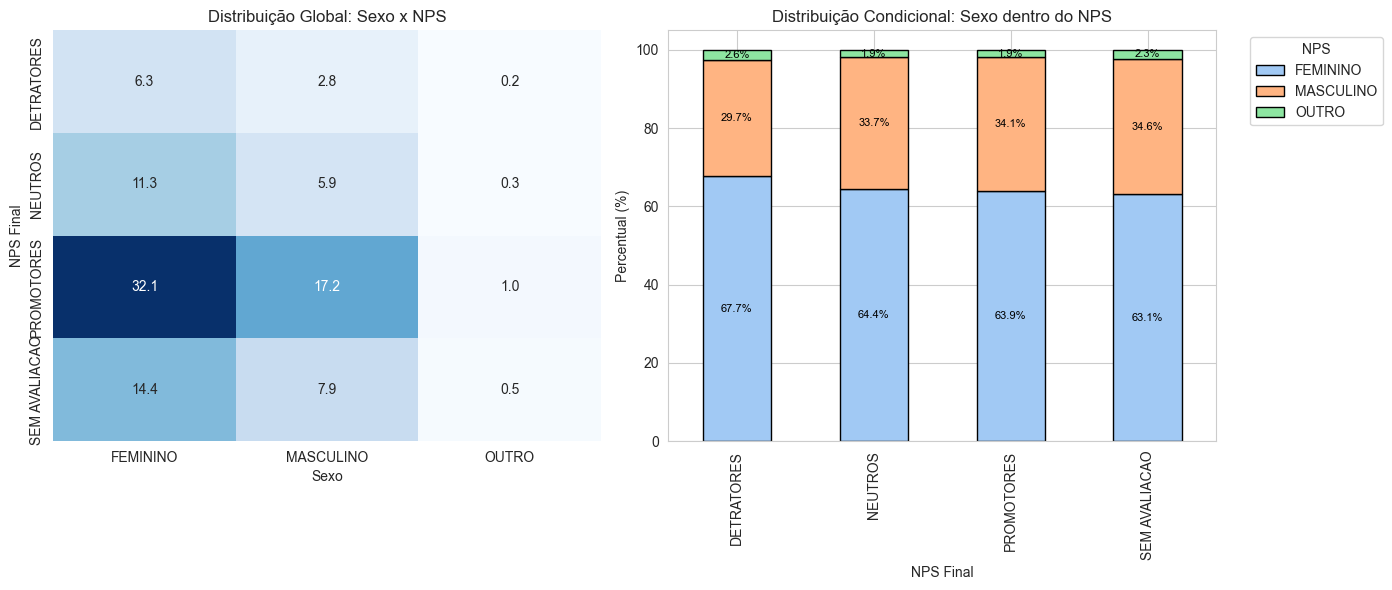 Distribuição Global: Sexo x NPS
NPS Final
DETRATORES
6.3 2.8 0.2
NEUTROS
11.3 5.9 0.3
PROMOTORES
32.1 17.2 1.0
SEM AVALIACAO
14.4 7.9 0.5
FEMININO MASCULINO OUTRO
Sexo
Distribuição Condicional: Sexo dentro do NPS
Percentual (%)
100
80
60
40
20
0
2.6% 1.9% 1.9% 2.3%
29.7% 33.7% 34.1% 34.6%
67.7% 64.4% 63.9% 63.1%
DETRATORES
NEUTROS
PROMOTORES
SEM AVALIACAO
NPS Final
NPS
FEMININO
MASCULINO
OUTRO